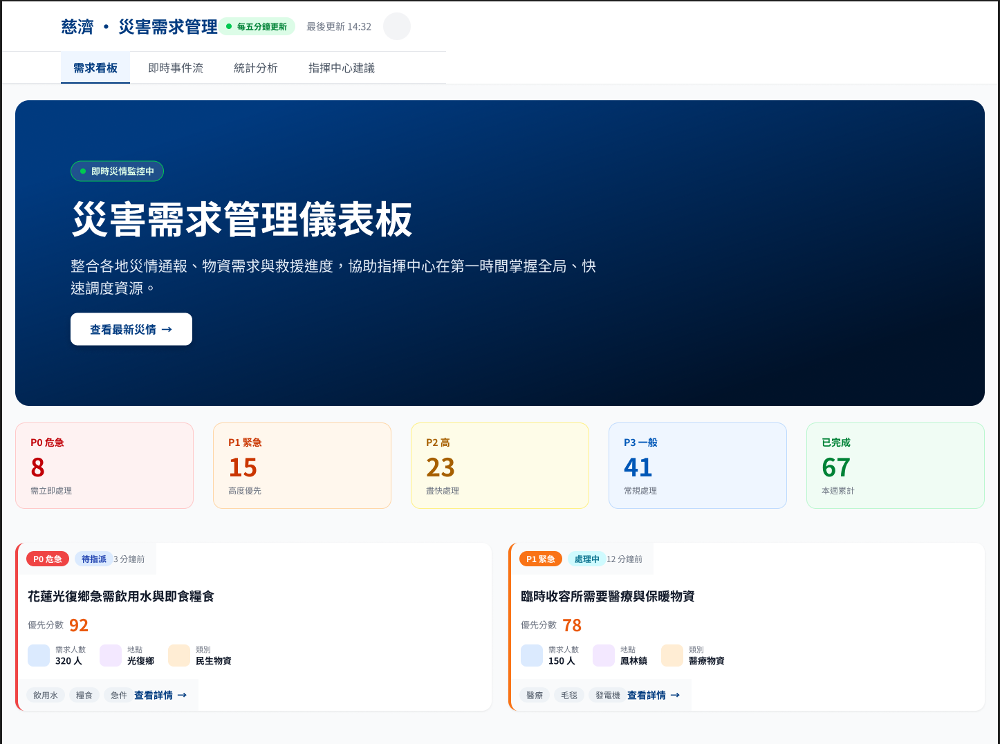 慈濟 · 災害需求管理
每五分鐘更新
最後更新 14:32
需求看板
即時事件流
統計分析
指揮中心建議
即時災情監控中
災害需求管理儀表板
整合各地災情通報、物資需求與救援進度，協助指揮中心在第一時間掌握全局、快
速調度資源。
查看最新災情 →
P0 危急
8
需立即處理
P1 緊急
15
高度優先
P2 高
23
盡快處理
P3 一般
41
常規處理
已完成
67
本週累計
P0 危急
待指派
3 分鐘前
花蓮光復鄉急需飲用水與即食糧食
優先分數 92
需求人數
320 人
地點
光復鄉
類別
民生物資
飲用水
糧食
急件
查看詳情 →
P1 緊急
處理中
12 分鐘前
臨時收容所需要醫療與保暖物資
優先分數 78
需求人數
150 人
地點
鳳林鎮
類別
醫療物資
醫療
毛毯
發電機
查看詳情 →